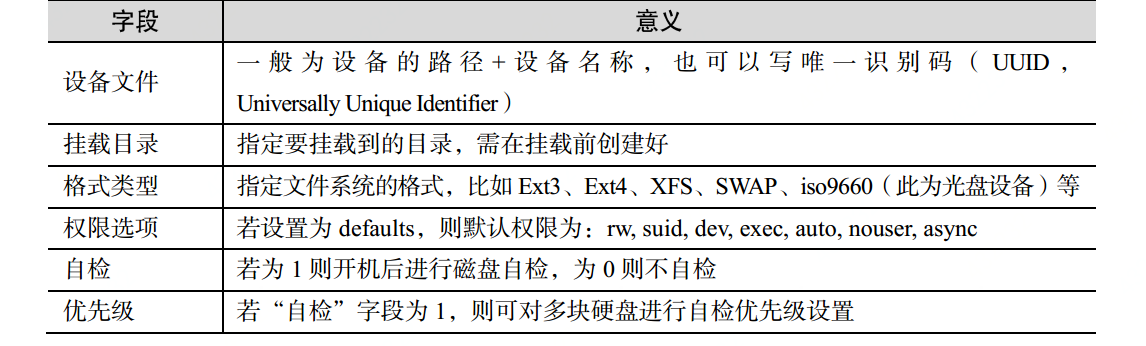 字段 意义
设备文件 一般为设备的路径+设备名称，也可以写唯一识别码（UUID，
Universally Unique Identifier）
挂载目录 指定要挂载到的目录，需在挂载前创建好
格式类型 指定文件系统的格式，比如 Ext3、Ext4、XFS、SWAP、iso9660（此为光盘设备）等
权限选项 若设置为 defaults，则默认权限为：rw, suid, dev, exec, auto, nouser, async
自检 若为 1 则开机后进行磁盘自检，为 0 则不自检
优先级 若“自检”字段为 1，则可对多块硬盘进行自检优先级设置